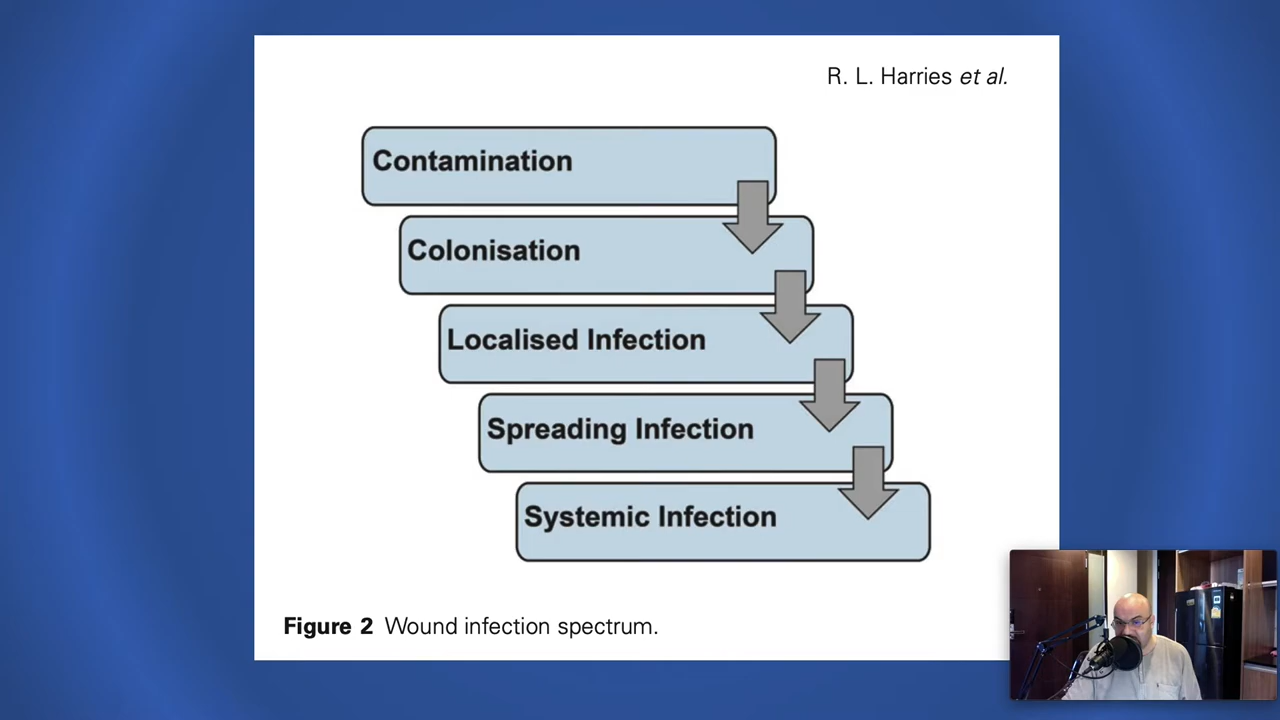 R. L. Harries et al.
Contamination
Colonisation
Localised Infection
Spreading Infection
Systemic Infection
Figure 2 Wound infection spectrum.